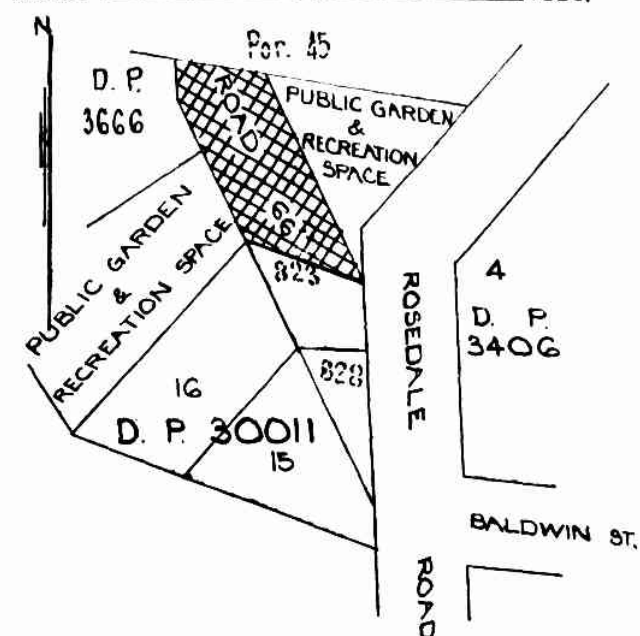 N
Por. 45
D. P.
3666
ROAD
66'
PUBLIC GARDEN
&
RECREATION
SPACE
PUBLIC GARDEN
&
RECREATION SPACE
823
828
16
D. P. 30011
15
ROSEDALE
ROAD
4
D. P.
3406
BALDWIN ST.